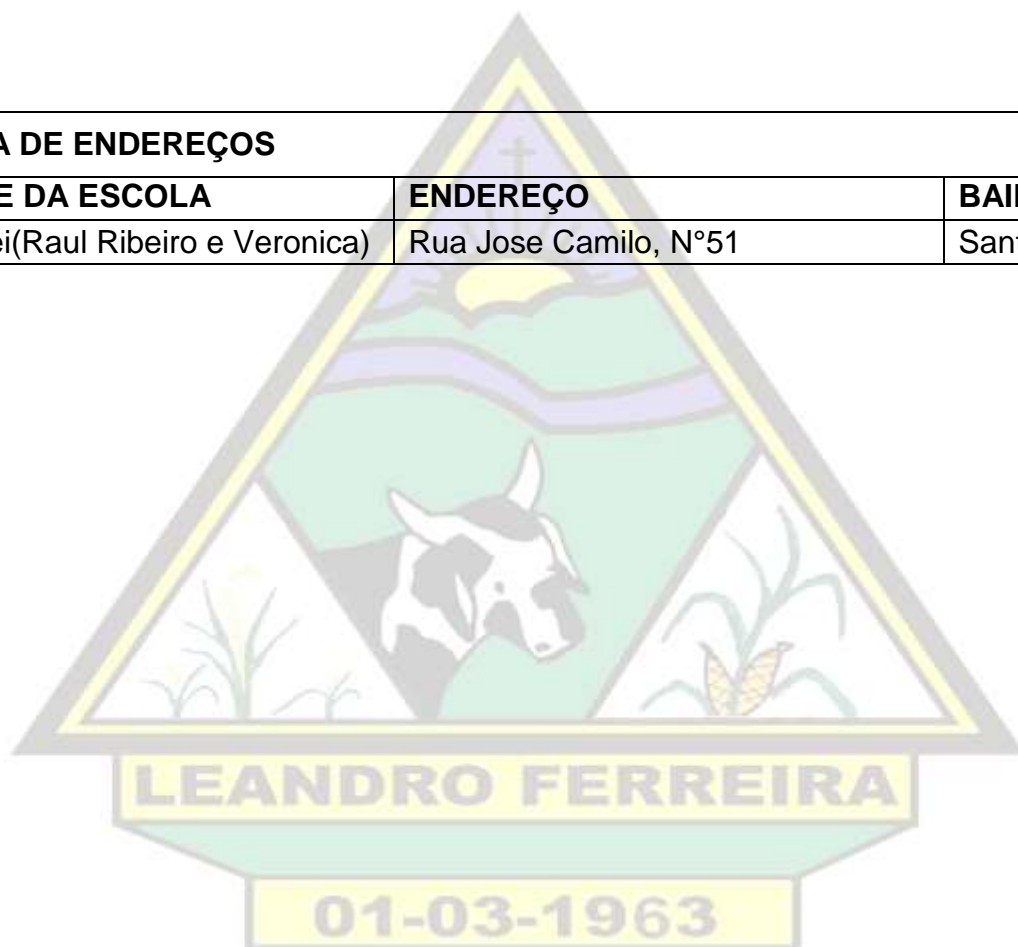 A DE ENDEREÇOS
E DA ESCOLA ENDEREÇO BAI
ei(Raul Ribeiro e Veronica) Rua Jose Camilo, N°51 San
LEANDRO FERREIRA
01-03-1963